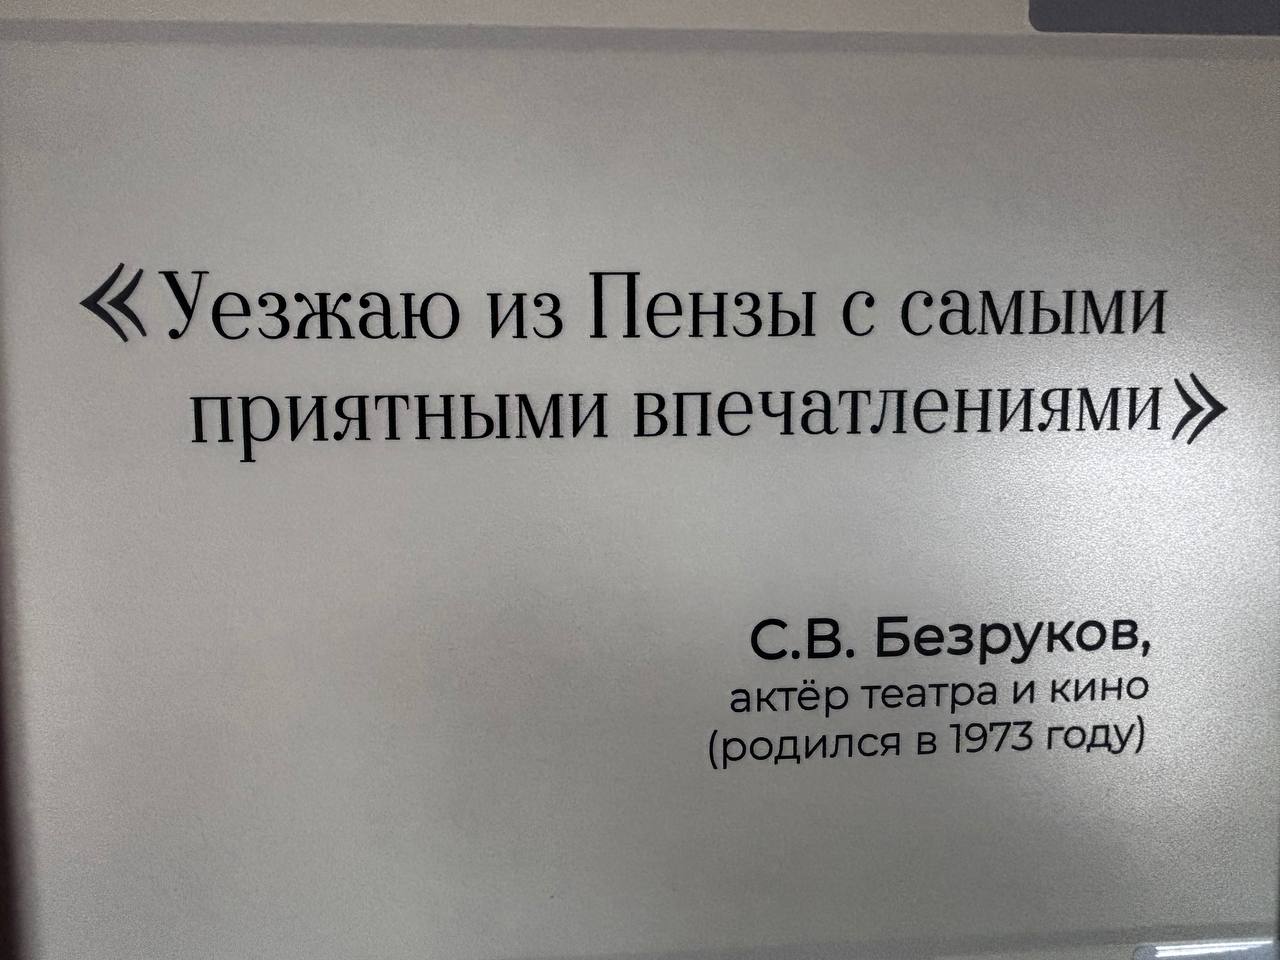 «Уезжаю из Пензы с самыми
приятными впечатлениями»
С.В. Безруков,
актёр театра и кино
(родился в 1973 году)